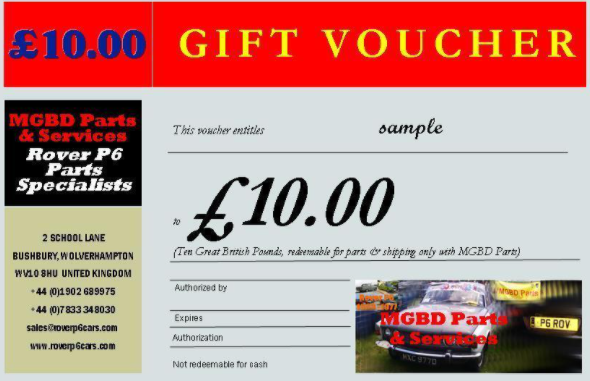 £10.00 GIFT VOUCHER
MGBD Parts
& Services
Rover P6
Parts
Specialists
2 SCHOOL LANE
BUSHBURY, WOLVERHAMPTON
WV10 8HU UNITED KINGDOM
+44 (0)1902 689975
+44 (0)7833 348030
sales@roverp6cars.com
www.roverp6cars.com
This voucher entitles sample
to £10.00
(Ten Great British Pounds, redeemable for parts & shipping only with MGBD Parts)
Authorized by
Expires
Authorization
Not redeemable for cash
MGBD Parts
P6 ROV
MGBD Parts
& Services